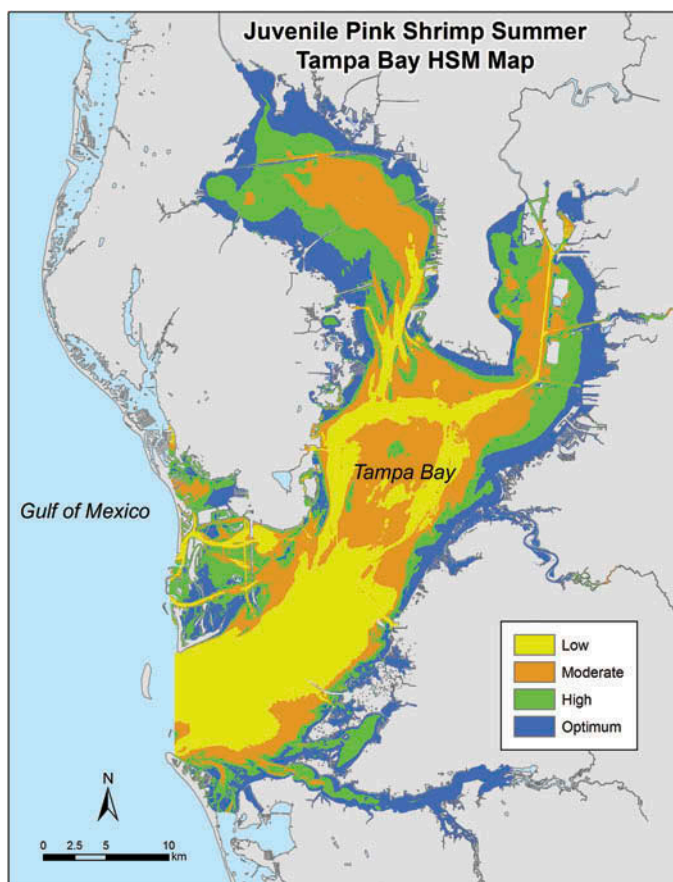 Juvenile Pink Shrimp Summer
Tampa Bay HSM Map
Tampa Bay
Gulf of Mexico
Low
Moderate
High
Optimum
N
0 2.5 5 10
km